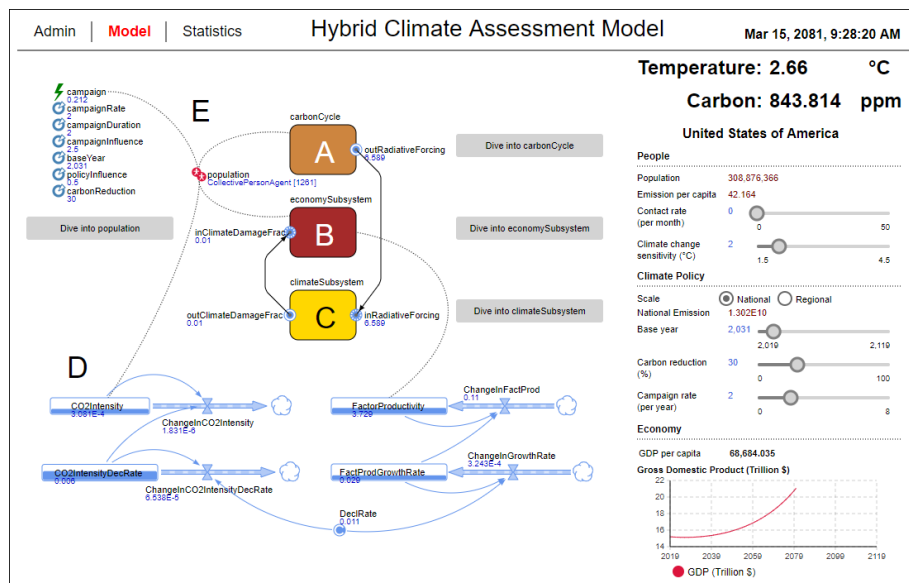 Admin
Model
Statistics
Hybrid Climate Assessment Model
Mar 15, 2081, 9:28:20 AM
campaign
0.212
campaignRate
2
campaignDuration
2
campaignInfluence
2.5
baseYear
2,031
policyInfluence
0.5
carbonReduction
30
Dive into population
E
population
CollectivePersonAgent [1261]
carbonCycle
A
outRadiativeForcing
6.589
Dive into carbonCycle
economySubsystem
B
inClimateDamageFrac
0.01
Dive into economySubsystem
climateSubsystem
C
outClimateDamageFrac
0.01
inRadiativeForcing
6.589
Dive into climateSubsystem
D
CO2Intensity
3.081E-4
ChangeInCO2Intensity
1.831E-6
CO2IntensityDecRate
0.006
ChangeInCO2IntensityDecRate
6.538E-5
FactorProductivity
3.729
ChangeInFactProd
0.11
FactProdGrowthRate
0.029
ChangeInGrowthRate
3.243E-4
DeclRate
0.011
Temperature: 2.66 °C
Carbon: 843.814 ppm
United States of America
People
Population 308,876,366
Emission per capita 42.164
Contact rate
(per month)
0
0 50
Climate change
sensitivity (°C)
2
1.5 4.5
Climate Policy
Scale National Regional
National Emission 1.302E10
Base year 2,031
2,019 2,119
Carbon reduction
(%)
30
0 100
Campaign rate
(per year)
2
0 8
Economy
GDP per capita 68,684.035
Gross Domestic Product (Trillion $)
22
20
18
16
14
2019 2039 2059 2079 2099 2119
GDP (Trillion $)